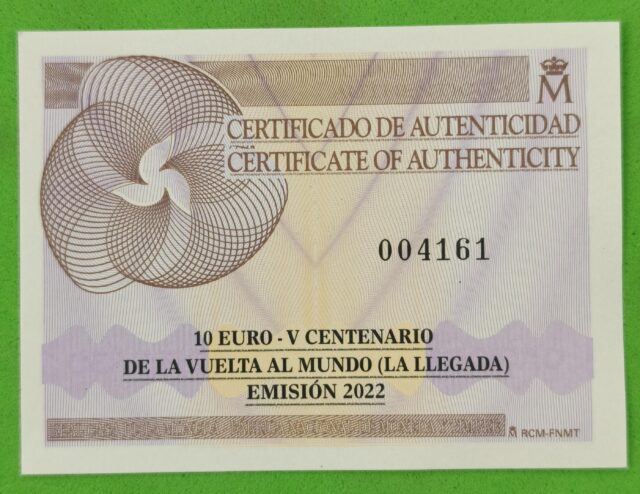 M
CERTIFICADO DE AUTENTICIDAD
CERTIFICATE OF AUTHENTICITY
004161
10 EURO - V CENTENARIO
DE LA VUELTA AL MUNDO (LA LLEGADA)
EMISIÓN 2022
RCM-FNMT